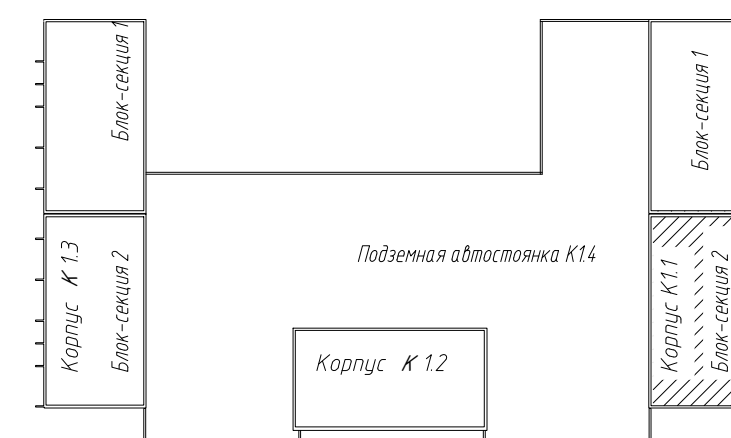 Блок-секция 1
Блок-секция 1
Подземная автостоянка К1.4
Корпус К 1.3
Блок-секция 2
Корпус К 1.2
Корпус К1.1
Блок-секция 2